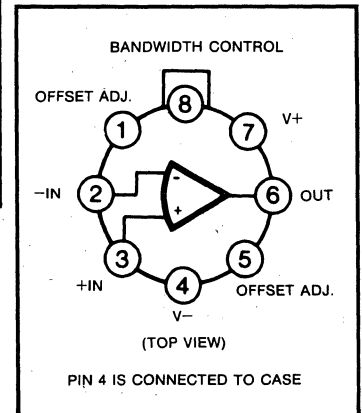 BANDWIDTH CONTROL
OFFSET ADJ.
8
1
7
V+
−IN
2
-
6
OUT
+
3
5
+IN
4
OFFSET ADJ.
V−
(TOP VIEW)
PIN 4 IS CONNECTED TO CASE